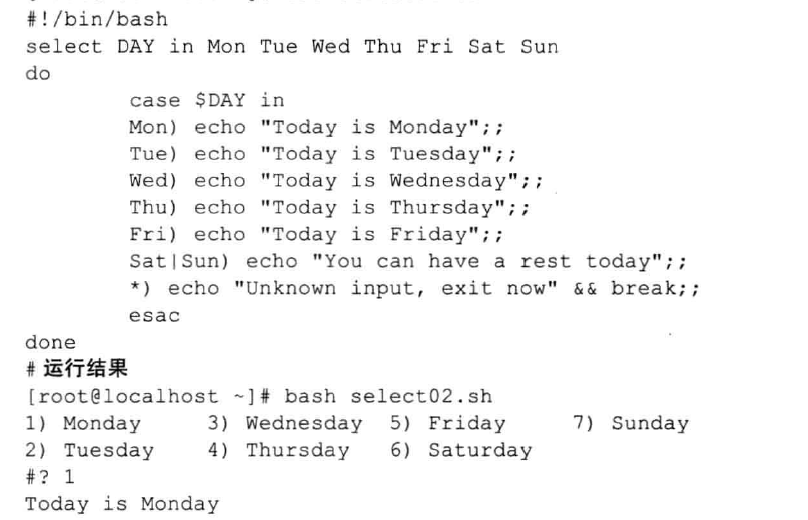 #!/bin/bash
select DAY in Mon Tue Wed Thu Fri Sat Sun
do
        case $DAY in
        Mon) echo "Today is Monday";;
        Tue) echo "Today is Tuesday";;
        Wed) echo "Today is Wednesday";;
        Thu) echo "Today is Thursday";;
        Fri) echo "Today is Friday";;
        Sat|Sun) echo "You can have a rest today";;
        *) echo "Unknown input, exit now" && break;;
        esac
done
# 运行结果
[root@localhost ~]# bash select02.sh
1) Monday     3) Wednesday  5) Friday     7) Sunday
2) Tuesday    4) Thursday   6) Saturday
#? 1
Today is Monday